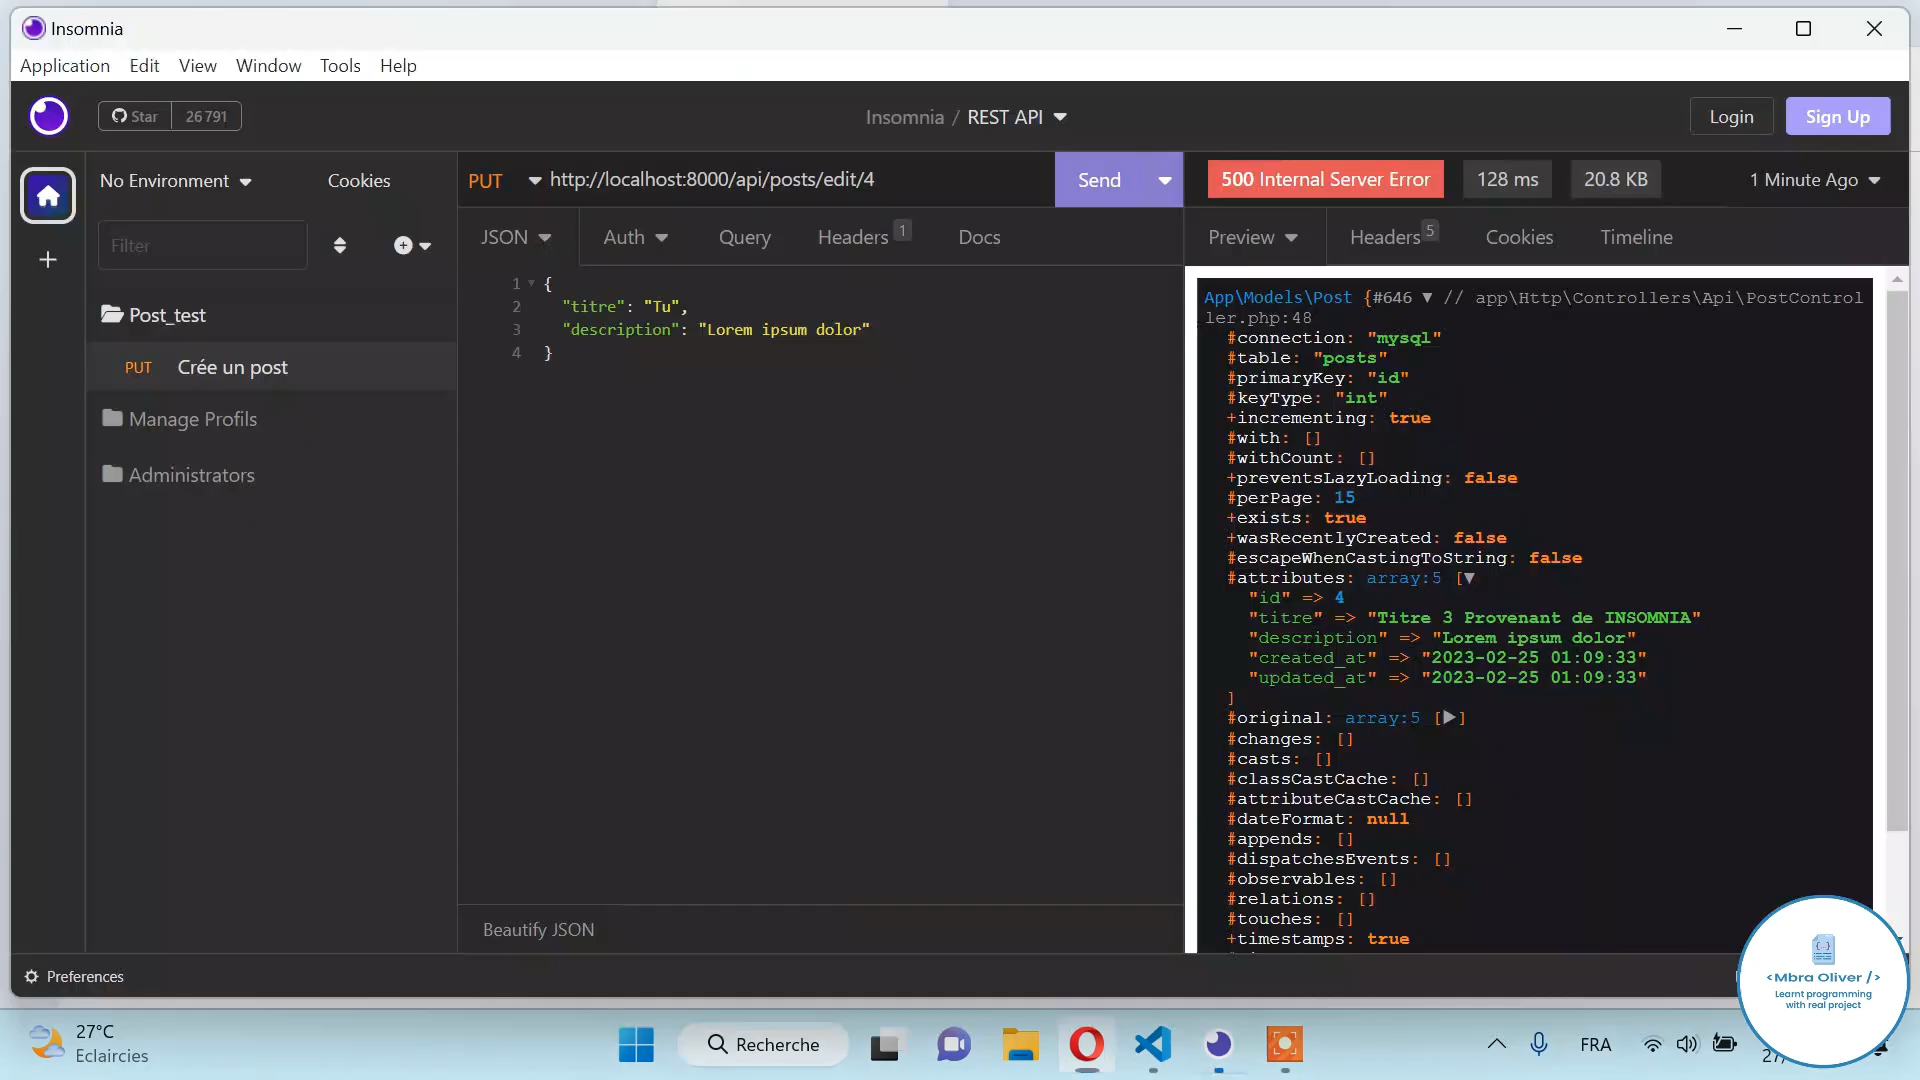 Insomnia
Application Edit View Window Tools Help
Star 26 791
Insomnia / REST API
Login
Sign Up
No Environment
Cookies
Filter
Post_test
PUT Crée un post
Manage Profils
Administrators
PUT http://localhost:8000/api/posts/edit/4
Send
JSON Auth Query Headers 1 Docs
1 {
2 "titre": "Tu",
3 "description": "Lorem ipsum dolor"
4 }
Beautify JSON
500 Internal Server Error
128 ms
20.8 KB
1 Minute Ago
Preview Headers 5 Cookies Timeline
App\Models\Post {#646 ▼ // app\Http\Controllers\Api\PostControl
ler.php:48
#connection: "mysql"
#table: "posts"
#primaryKey: "id"
#keyType: "int"
+incrementing: true
#with: []
#withCount: []
+preventsLazyLoading: false
#perPage: 15
+exists: true
+wasRecentlyCreated: false
#escapeWhenCastingToString: false
#attributes: array:5 [▼
"id" => 4
"titre" => "Titre 3 Provenant de INSOMNIA"
"description" => "Lorem ipsum dolor"
"created_at" => "2023-02-25 01:09:33"
"updated_at" => "2023-02-25 01:09:33"
]
#original: array:5 [▶]
#changes: []
#casts: []
#classCastCache: []
#attributeCastCache: []
#dateFormat: null
#appends: []
#dispatchesEvents: []
#observables: []
#relations: []
#touches: []
+timestamps: true
Preferences
{..}
<Mbra Oliver />
Learnt programming
with real project
27°C
Eclaircies
Recherche
FRA